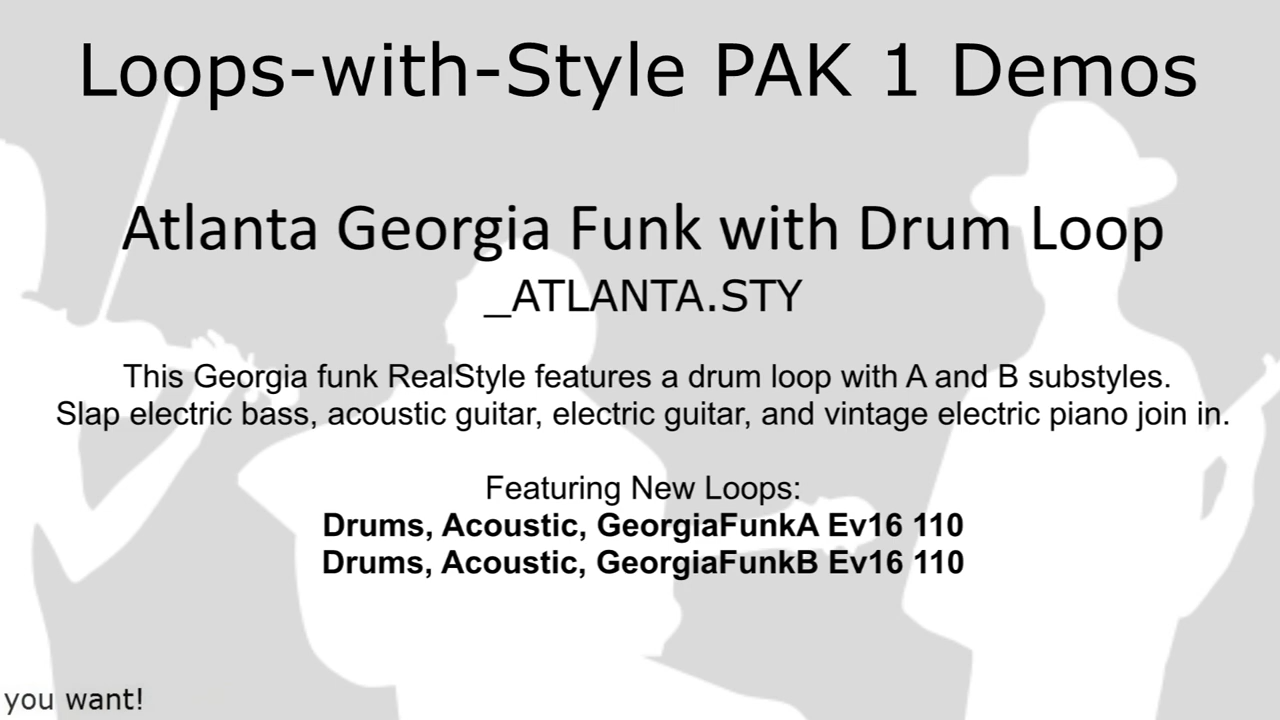 Loops-with-Style PAK 1 Demos
Atlanta Georgia Funk with Drum Loop
_ATLANTA.STY
This Georgia funk RealStyle features a drum loop with A and B substyles.
Slap electric bass, acoustic guitar, electric guitar, and vintage electric piano join in.
Featuring New Loops:
Drums, Acoustic, GeorgiaFunkA Ev16 110
Drums, Acoustic, GeorgiaFunkB Ev16 110
you want!